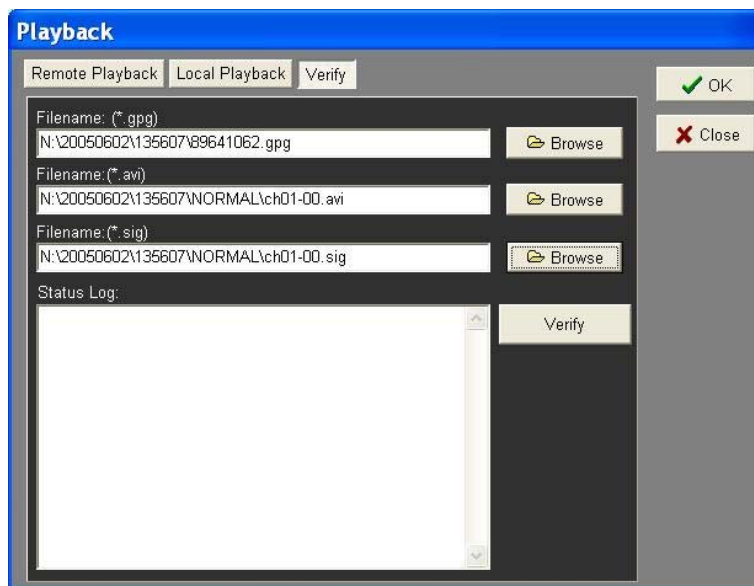 Playback
Remote Playback Local Playback Verify
OK
Close
Filename: (*.gpg)
N:\20050602\135607\89641062.gpg Browse
Filename:(*.avi)
N:\20050602\135607\NORMAL\ch01-00.avi Browse
Filename:(*.sig)
N:\20050602\135607\NORMAL\ch01-00.sig Browse
Status Log:
Verify